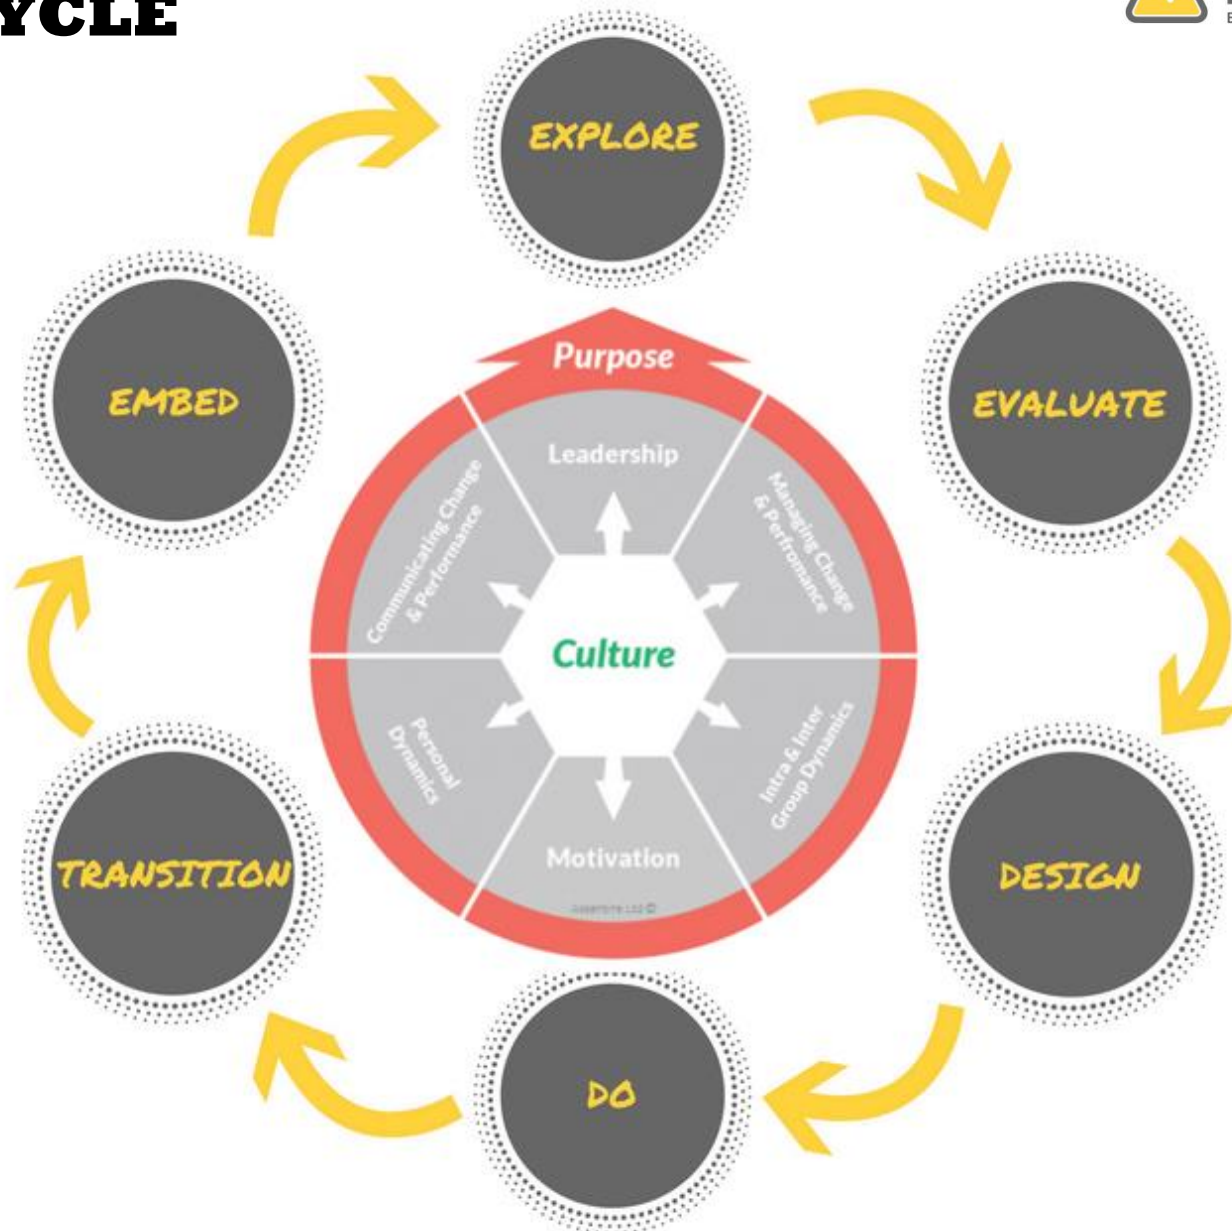 YCLE
EXPLORE
EMBED
EVALUATE
Purpose
Leadership
Communicating Change
& Performance
Managing Change
& Perfromance
Culture
Personal
Dynamics
Intra & Inter
Group Dynamics
Motivation
TRANSITION
DESIGN
DO